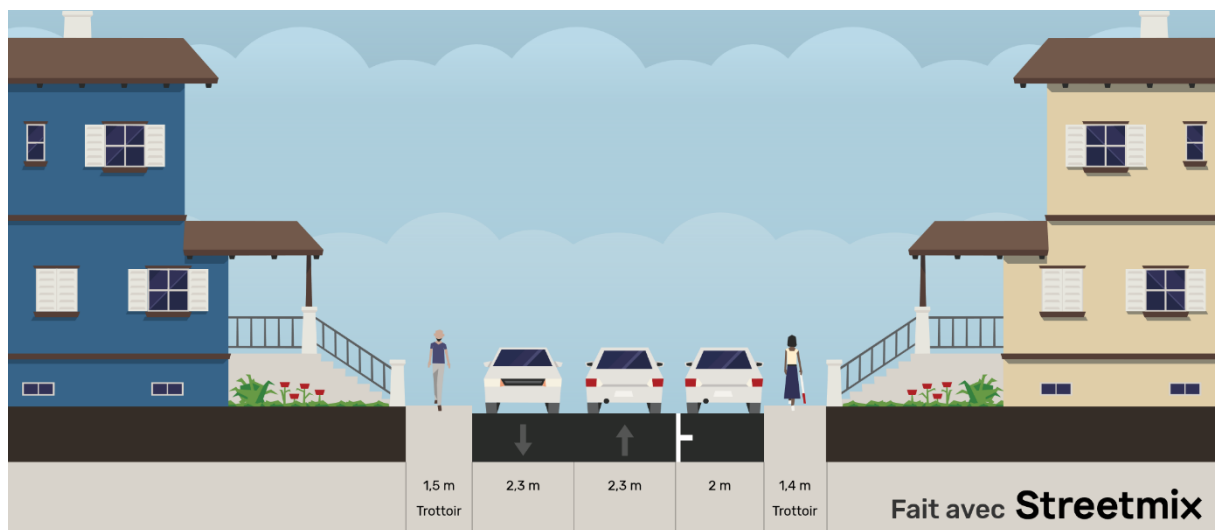 1,5 m
Trottoir
2,3 m
2,3 m
2 m
1,4 m
Trottoir
Fait avec Streetmix